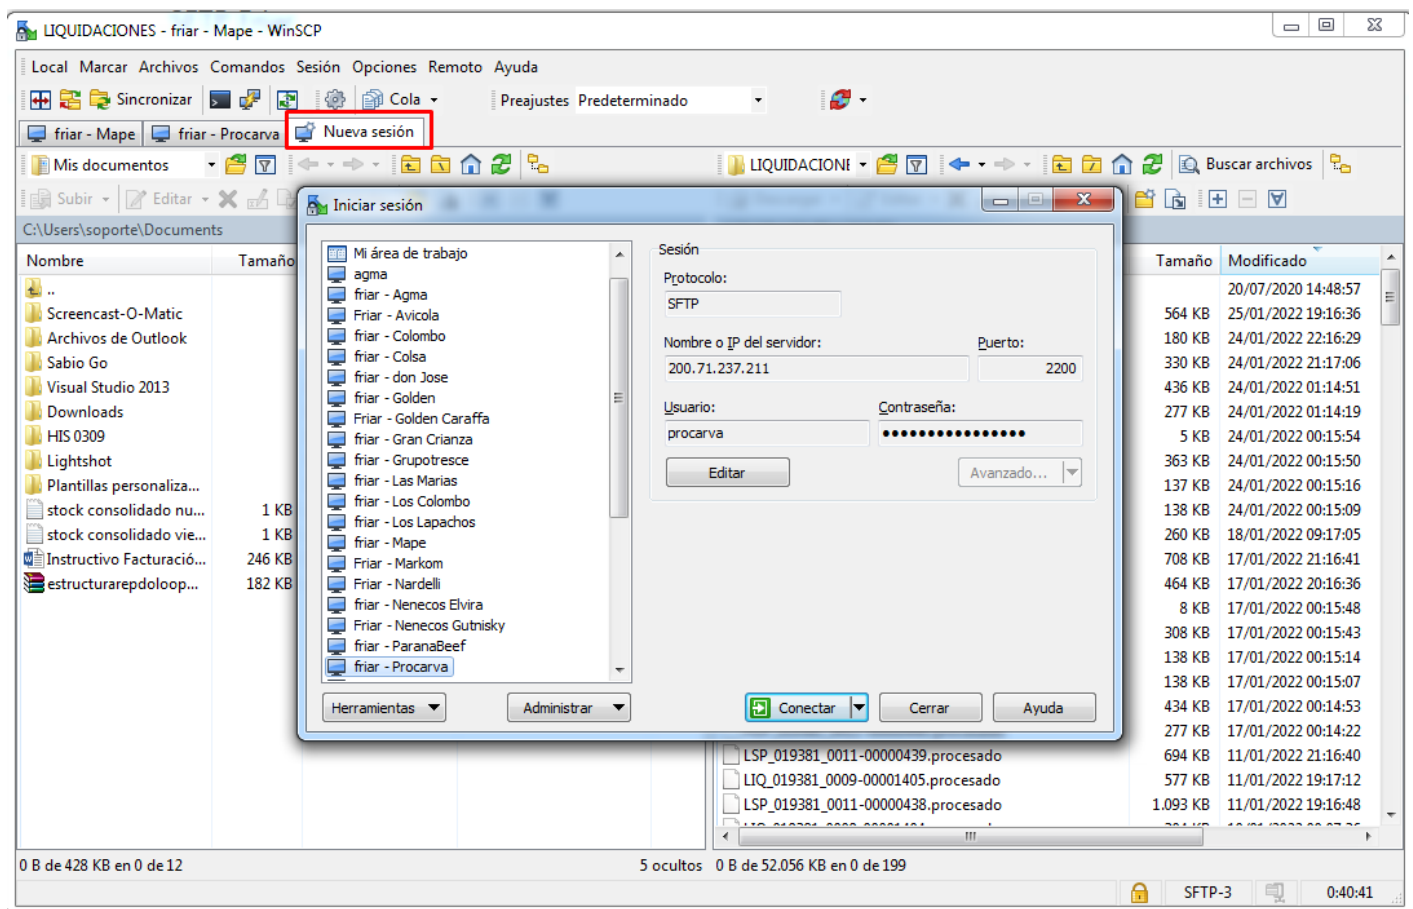 LIQUIDACIONES - friar - Mape - WinSCP
Local Marcar Archivos Comandos Sesión Opciones Remoto Ayuda
Sincronizar Cola Preajustes Predeterminado
friar - Mape friar - Procarva Nueva sesión
Mis documentos LIQUIDACIONE Buscar archivos
Subir Editar
C:\Users\soporte\Documents
Nombre Tamaño
..
Screencast-O-Matic
Archivos de Outlook
Sabio Go
Visual Studio 2013
Downloads
HIS 0309
Lightshot
Plantillas personaliza...
stock consolidado nu... 1 KB
stock consolidado vie... 1 KB
Instructivo Facturació... 246 KB
estructurarepdoloop... 182 KB
Iniciar sesión
Mi área de trabajo
agma
friar - Agma
Friar - Avicola
friar - Colombo
friar - Colsa
friar - don Jose
friar - Golden
Friar - Golden Caraffa
friar - Gran Crianza
friar - Grupotresce
friar - Las Marias
friar - Los Colombo
friar - Los Lapachos
friar - Mape
Friar - Markom
Friar - Nardelli
friar - Nenecos Elvira
Friar - Nenecos Gutnisky
friar - ParanaBeef
friar - Procarva
Sesión
Protocolo:
SFTP
Nombre o IP del servidor: Puerto:
200.71.237.211 2200
Usuario: Contraseña:
procarva ••••••••••••••••
Editar Avanzado...
Herramientas Administrar Conectar Cerrar Ayuda
Tamaño Modificado
20/07/2020 14:48:57
564 KB 25/01/2022 19:16:36
180 KB 24/01/2022 22:16:29
330 KB 24/01/2022 21:17:06
436 KB 24/01/2022 01:14:51
277 KB 24/01/2022 01:14:19
5 KB 24/01/2022 00:15:54
363 KB 24/01/2022 00:15:50
137 KB 24/01/2022 00:15:16
138 KB 24/01/2022 00:15:09
260 KB 18/01/2022 09:17:05
708 KB 17/01/2022 21:16:41
464 KB 17/01/2022 20:16:36
8 KB 17/01/2022 00:15:48
308 KB 17/01/2022 00:15:43
138 KB 17/01/2022 00:15:14
138 KB 17/01/2022 00:15:07
434 KB 17/01/2022 00:14:53
277 KB 17/01/2022 00:14:22
LSP_019381_0011-00000439.procesado 694 KB 11/01/2022 21:16:40
LIQ_019381_0009-00001405.procesado 577 KB 11/01/2022 19:17:12
LSP_019381_0011-00000438.procesado 1.093 KB 11/01/2022 19:16:48
0 B de 428 KB en 0 de 12 5 ocultos 0 B de 52.056 KB en 0 de 199
SFTP-3 0:40:41